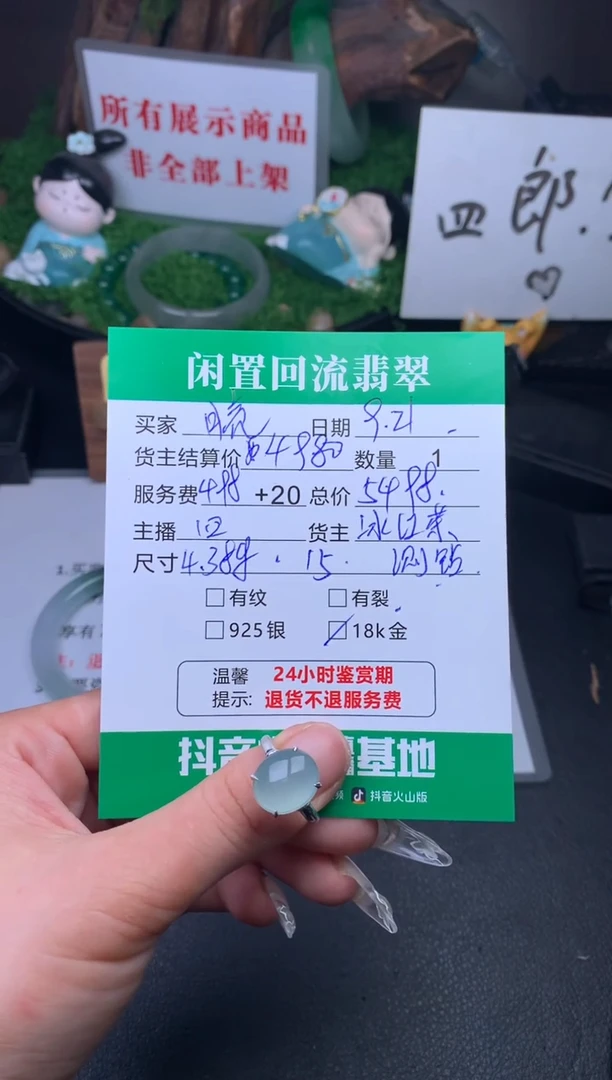 所有展示商品
非全部上架
四郎.
闲置回流翡翠
买家 日期 9.21
货主结算价 ¥4980 数量 1
服务费 498 +20 总价 5498.
主播 四 货主 冰
尺寸 4.38g . 15.
□有纹 □有裂
□925银 ☑18k金
温馨 24小时鉴赏期
提示: 退货不退服务费
抖音 基地
抖音火山版